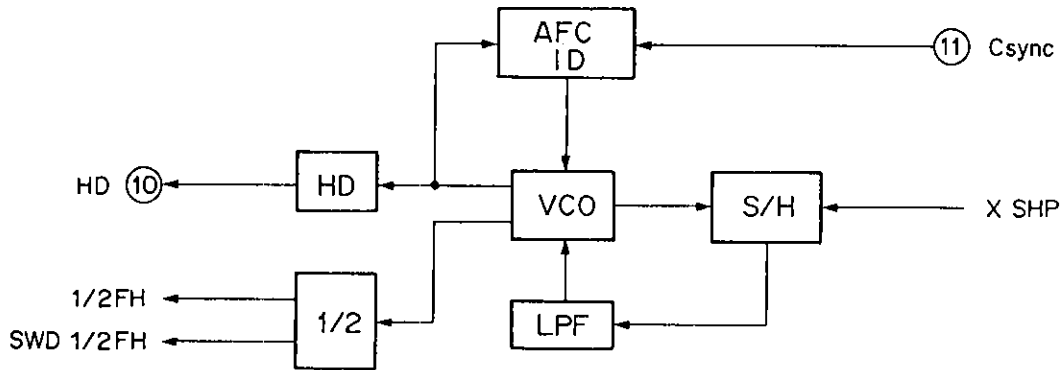 AFC
ID
11 Csync
HD 10
HD
VCO
S/H
X SHP
1/2FH
SWD 1/2FH
1/2
LPF